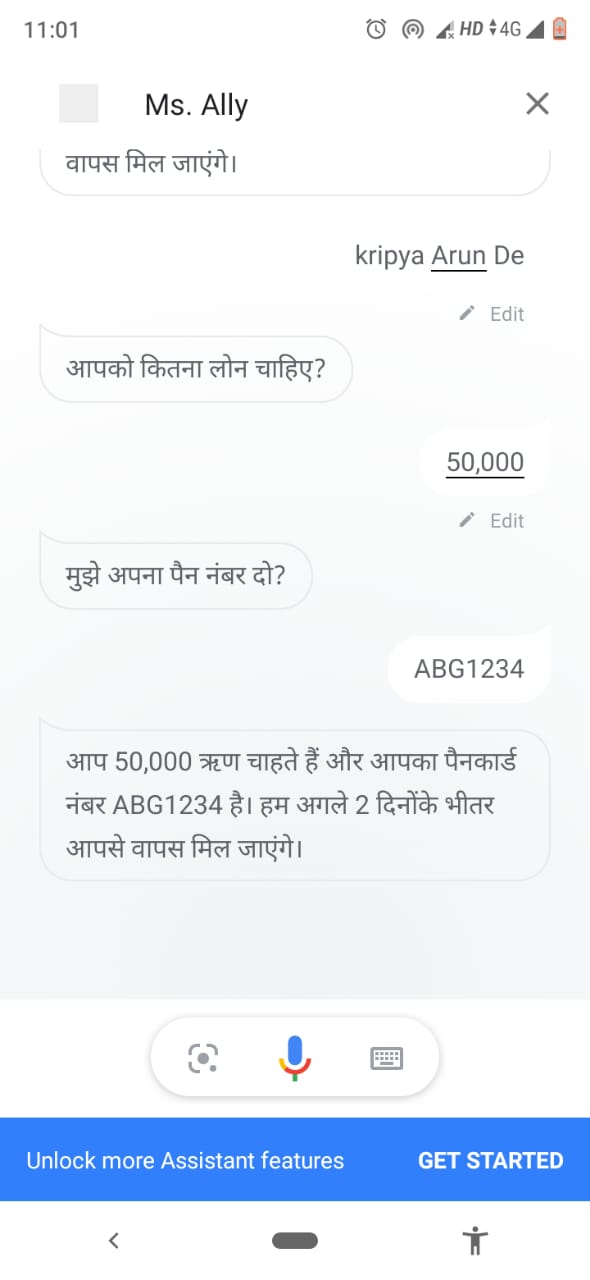 11:01 HD 4G
Ms. Ally
वापस मिल जाएंगे।
kripya Arun De
Edit
आपको कितना लोन चाहिए?
50,000
Edit
मुझे अपना पैन नंबर दो?
ABG1234
आप 50,000 ऋण चाहते हैं और आपका पैनकार्ड
नंबर ABG1234 है। हम अगले 2 दिनोंके भीतर
आपसे वापस मिल जाएंगे।
Unlock more Assistant features GET STARTED